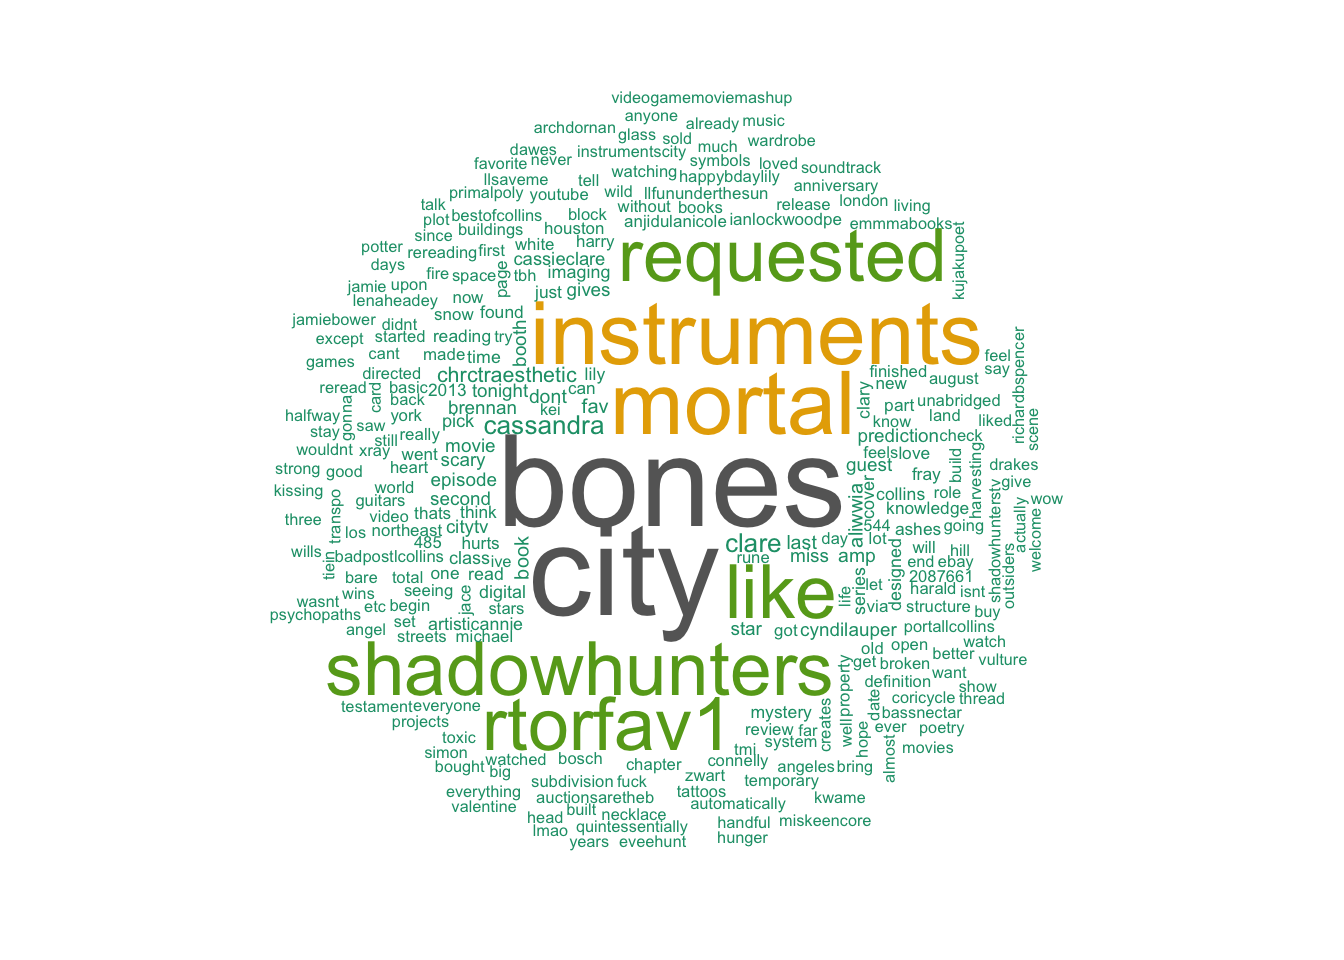 videogamemoviemashup
anyone
archdornan glass sold already music
dawes instrumentscity much wardrobe
favorite never watching symbols loved soundtrack
llsaveme tell happybdaylily anniversary
primalpoly youtube wild llfununderthesun
talk without books release london living
plot bestofcollins block anjidulanicole ianlockwoodpe emmmabooks
since buildings houston
potter rereading first white harry requested kujakupoet
days cassieclare
fire space page tbh imaging
jamie upon just gives
lenaheadey now
jamiebower didnt snow found instruments
except started reading try booth feel
games cant made time say
directed chrctraesthetic lily finished august
reread card basic 2013 tonight dont can mortal clary new unabridged richardbspencer
gonna back brennan kei fav part land liked
halfway saw york pick cassandra know scene
stay still really prediction check
wouldnt xray went movie bones feels love
strong good heart scary guest fray build drakes
kissing world episode aliwwia cover collins role harvesting give
guitars second knowledge wow
three transpo video thats think 544 ashes going shadowhunterstv actually
los northeast citytv city clare last day lot welcome
wills 485 hurts rune miss amp will hill
tien badpostlcollins class ive book end ebay outsiders
bare total one read like life series let designed 2087661
wins seeing jace digital harald isnt
wasnt etc begin stars via structure buy
psychopaths set artisticannie star got cyndilauper portallcollins
angel streets michael old open watch
shadowhunters get broken better vulture
property definition want show
testament everyone date coricycle thread
projects rtorfav1 mystery creates well bassnectar
toxic review far hope ever poetry
simon tmi system almost movies
watched bosch chapter connelly
bought big zwart angeles bring
subdivision fuck temporary
everything auctionsaretheb tattoos kwame
valentine built automatically
head necklace handful miskeencore
lmao quintessentially
years eveehunt hunger